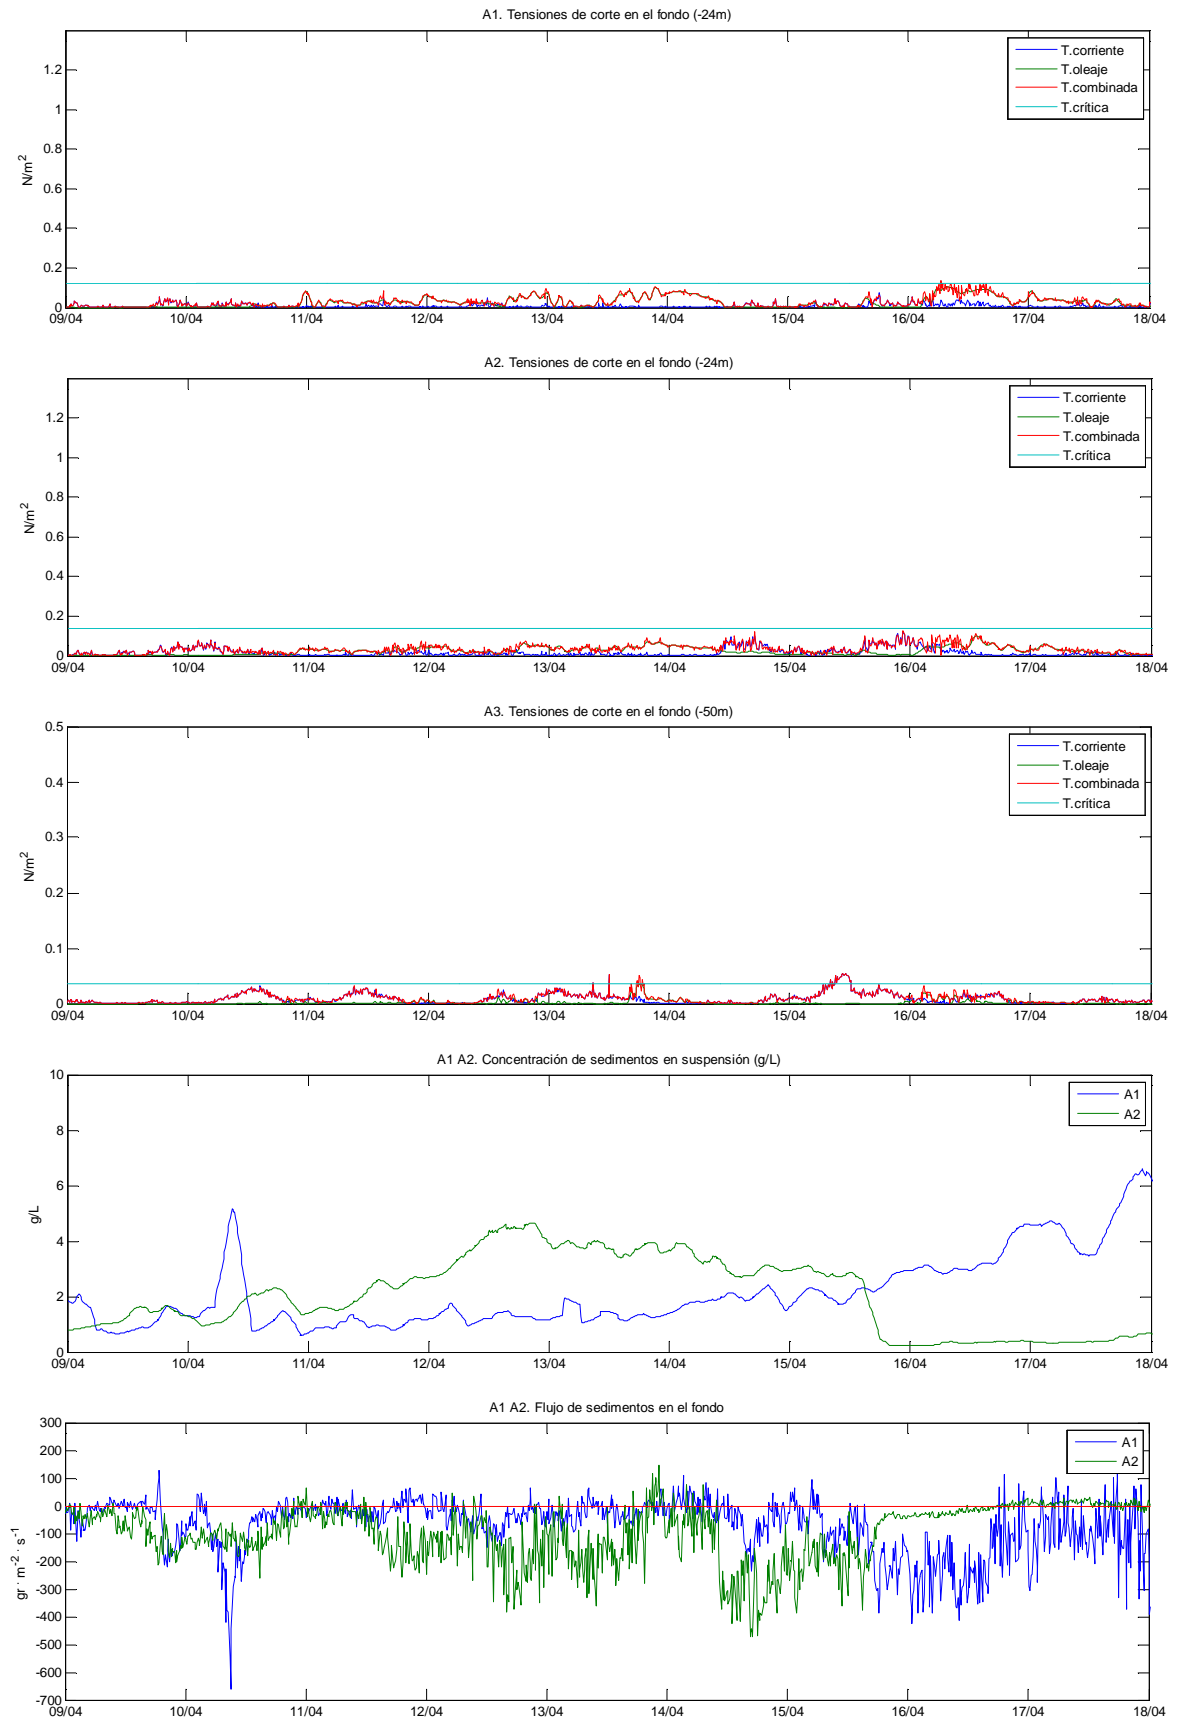 A1. Tensiones de corte en el fondo (-24m)
T.corriente
T.oleaje
T.combinada
T.crítica
1.2
1
0.8
0.6
0.4
0.2
0
N/m²
09/04 10/04 11/04 12/04 13/04 14/04 15/04 16/04 17/04 18/04
A2. Tensiones de corte en el fondo (-24m)
T.corriente
T.oleaje
T.combinada
T.crítica
1.2
1
0.8
0.6
0.4
0.2
0
N/m²
09/04 10/04 11/04 12/04 13/04 14/04 15/04 16/04 17/04 18/04
A3. Tensiones de corte en el fondo (-50m)
T.corriente
T.oleaje
T.combinada
T.crítica
0.5
0.4
0.3
0.2
0.1
0
N/m²
09/04 10/04 11/04 12/04 13/04 14/04 15/04 16/04 17/04 18/04
A1 A2. Concentración de sedimentos en suspensión (g/L)
A1
A2
10
8
6
4
2
0
g/L
09/04 10/04 11/04 12/04 13/04 14/04 15/04 16/04 17/04 18/04
A1 A2. Flujo de sedimentos en el fondo
A1
A2
300
200
100
0
-100
-200
-300
-400
-500
-600
-700
gr · m⁻² · s⁻¹
09/04 10/04 11/04 12/04 13/04 14/04 15/04 16/04 17/04 18/04